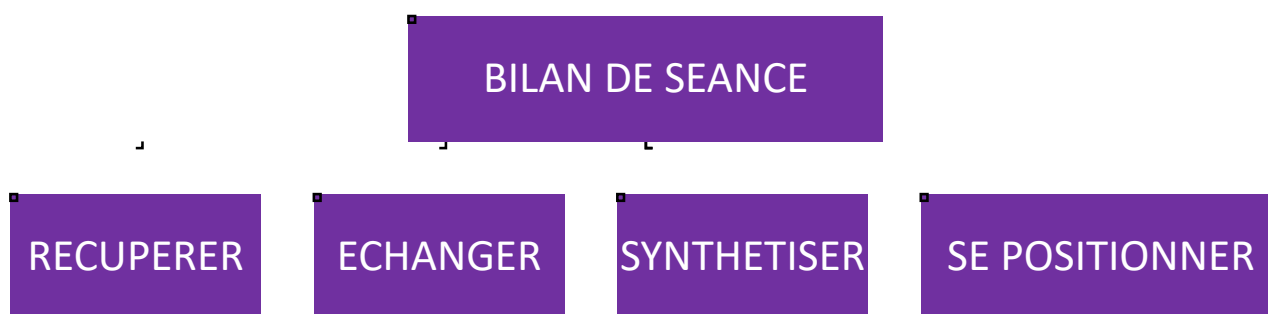 BILAN DE SEANCE
RECUPERER
ECHANGER
SYNTHETISER
SE POSITIONNER